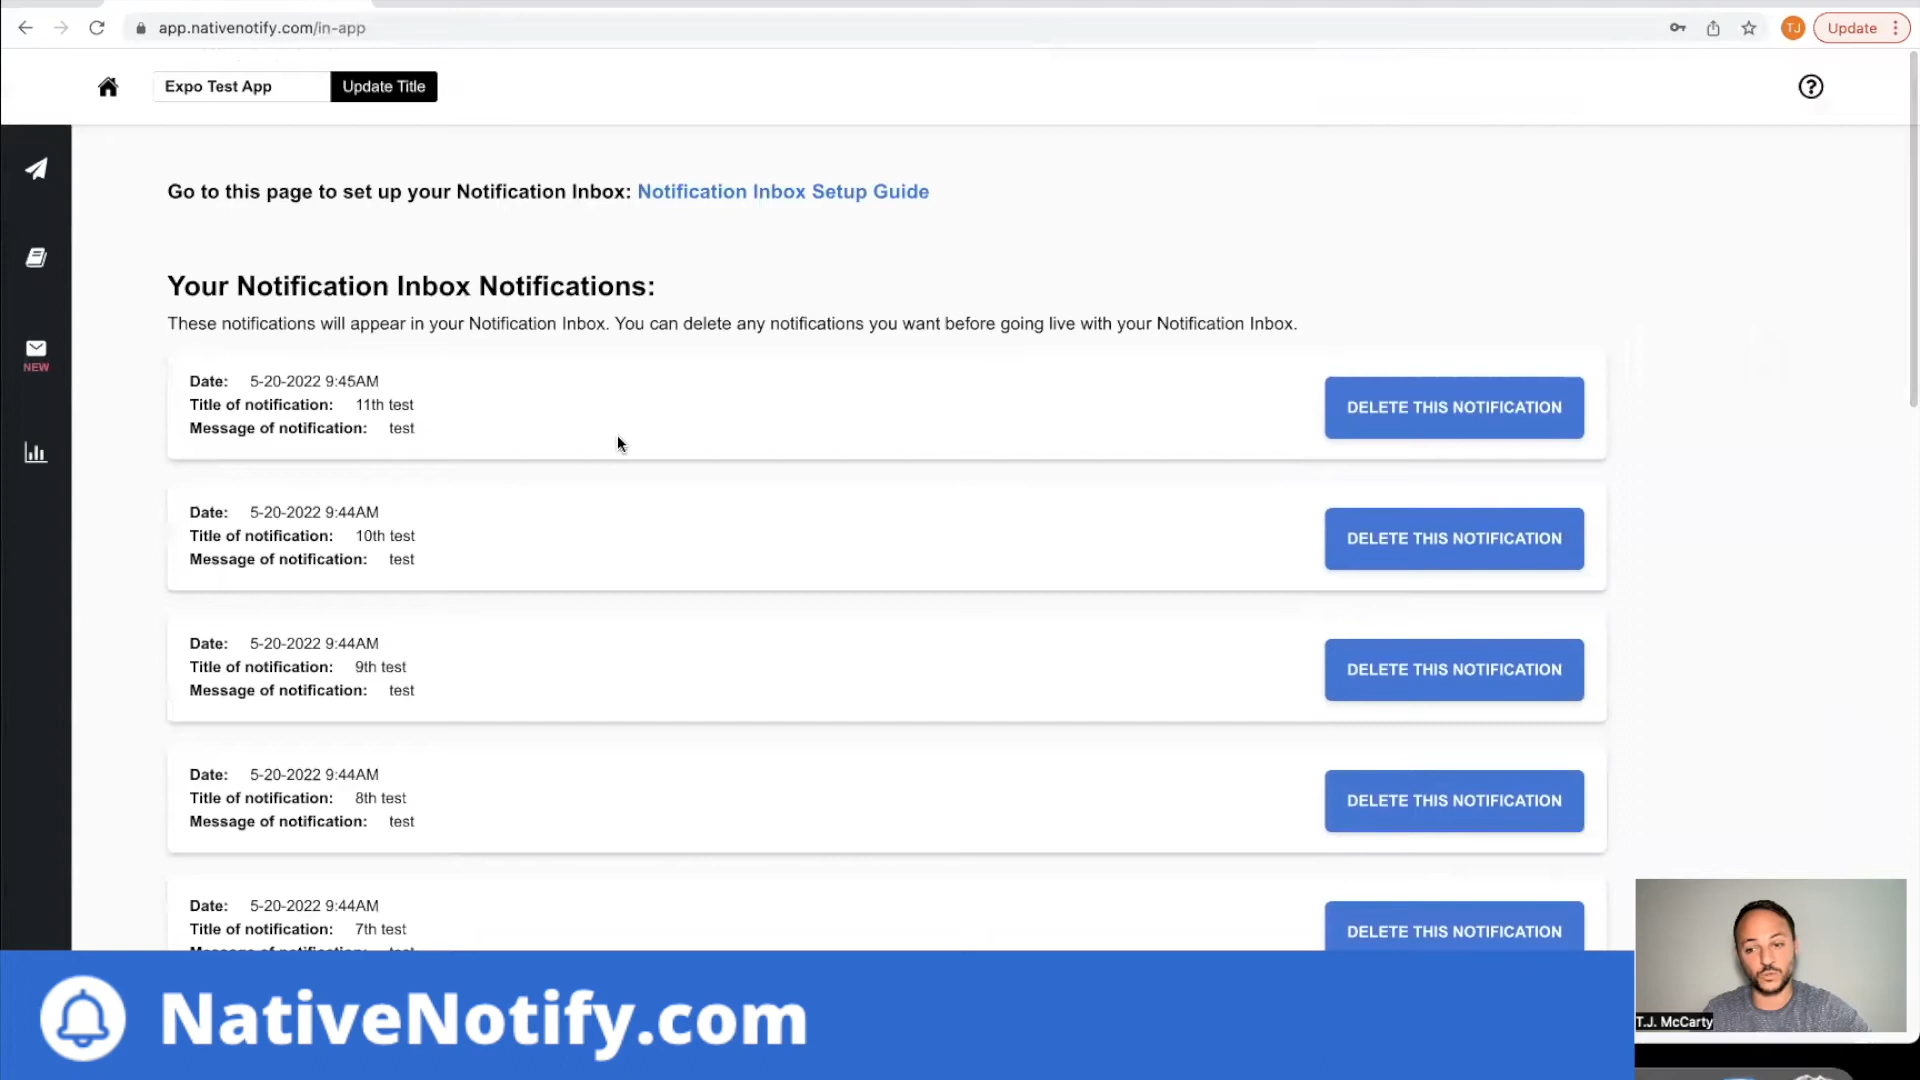 app.nativenotify.com/in-app
TJ
Update
Expo Test App
Update Title
Go to this page to set up your Notification Inbox: Notification Inbox Setup Guide
Your Notification Inbox Notifications:
These notifications will appear in your Notification Inbox. You can delete any notifications you want before going live with your Notification Inbox.
NEW
Date: 5-20-2022 9:45AM
Title of notification: 11th test
Message of notification: test
DELETE THIS NOTIFICATION
Date: 5-20-2022 9:44AM
Title of notification: 10th test
Message of notification: test
DELETE THIS NOTIFICATION
Date: 5-20-2022 9:44AM
Title of notification: 9th test
Message of notification: test
DELETE THIS NOTIFICATION
Date: 5-20-2022 9:44AM
Title of notification: 8th test
Message of notification: test
DELETE THIS NOTIFICATION
Date: 5-20-2022 9:44AM
Title of notification: 7th test
Message of notification: test
DELETE THIS NOTIFICATION
NativeNotify.com
T.J. McCarty